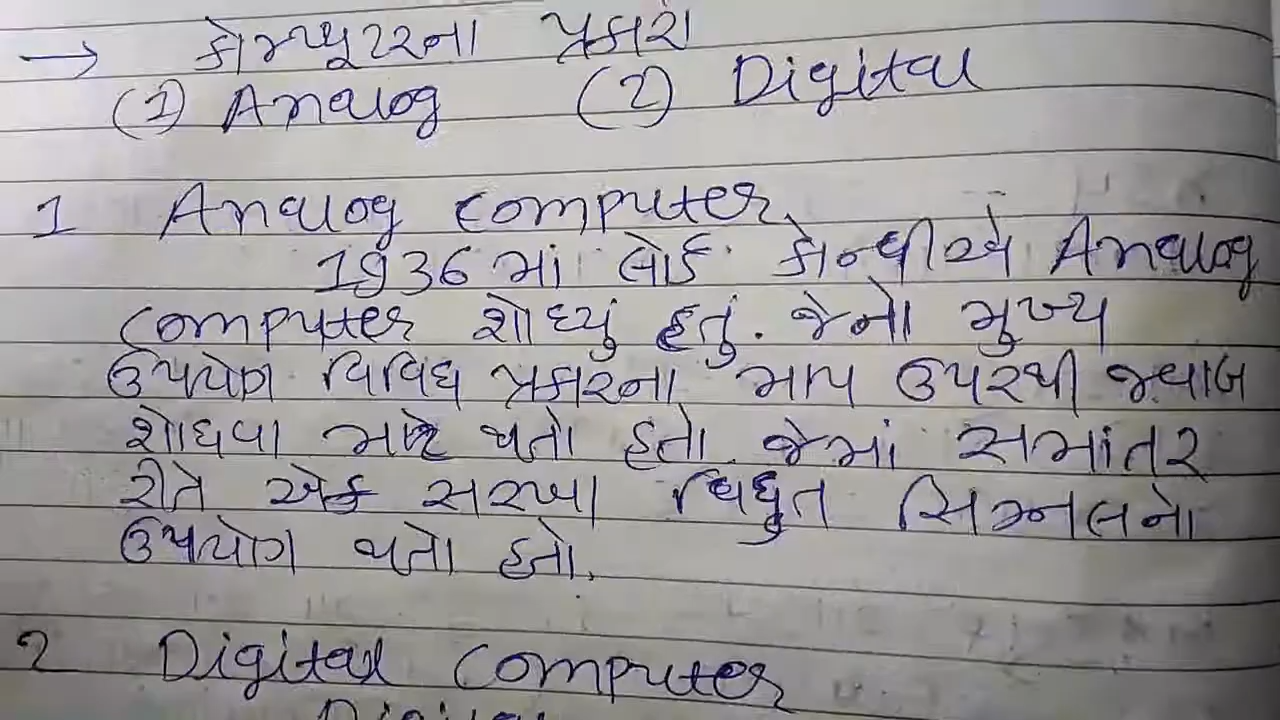 → કોમ્પ્યુટરના પ્રકાર
(1) Analog (2) Digital
1 Analog Computer
1936 માં લોર્ડ કેન્વીએ Analog
Computer શોધ્યું હતું. જેનો મુખ્ય
ઉપયોગ વિવિધ પ્રકારના માપ ઉપરથી જવાબ
શોધવા માટે થતો હતો. જેમાં સમાંતર
રીતે એક સરખા વિદ્યુત સિગ્નલનો
ઉપયોગ થતો હતો.
2 Digital Computer
Digital